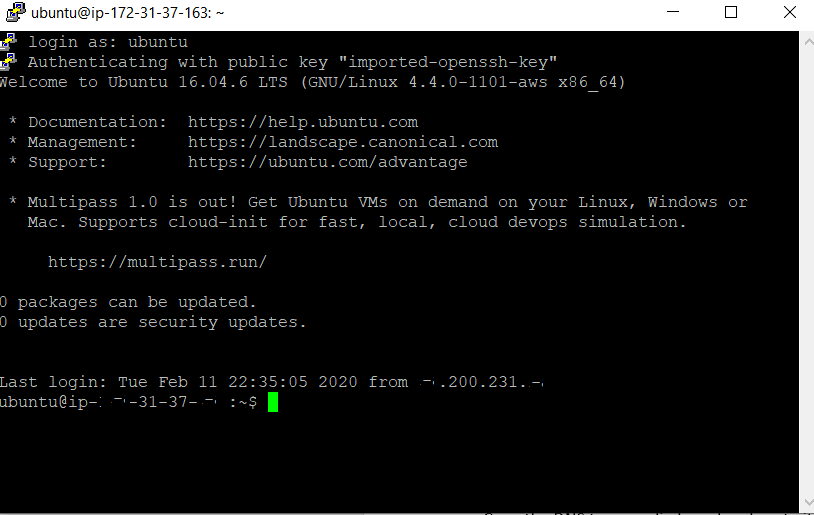 ubuntu@ip-172-31-37-163: ~
login as: ubuntu
Authenticating with public key "imported-openssh-key"
Welcome to Ubuntu 16.04.6 LTS (GNU/Linux 4.4.0-1101-aws x86_64)
* Documentation: https://help.ubuntu.com
* Management: https://landscape.canonical.com
* Support: https://ubuntu.com/advantage
* Multipass 1.0 is out! Get Ubuntu VMs on demand on your Linux, Windows or
Mac. Supports cloud-init for fast, local, cloud devops simulation.
https://multipass.run/
0 packages can be updated.
0 updates are security updates.
Last login: Tue Feb 11 22:35:05 2020 from .200.231.
ubuntu@ip- -31-37- :~$